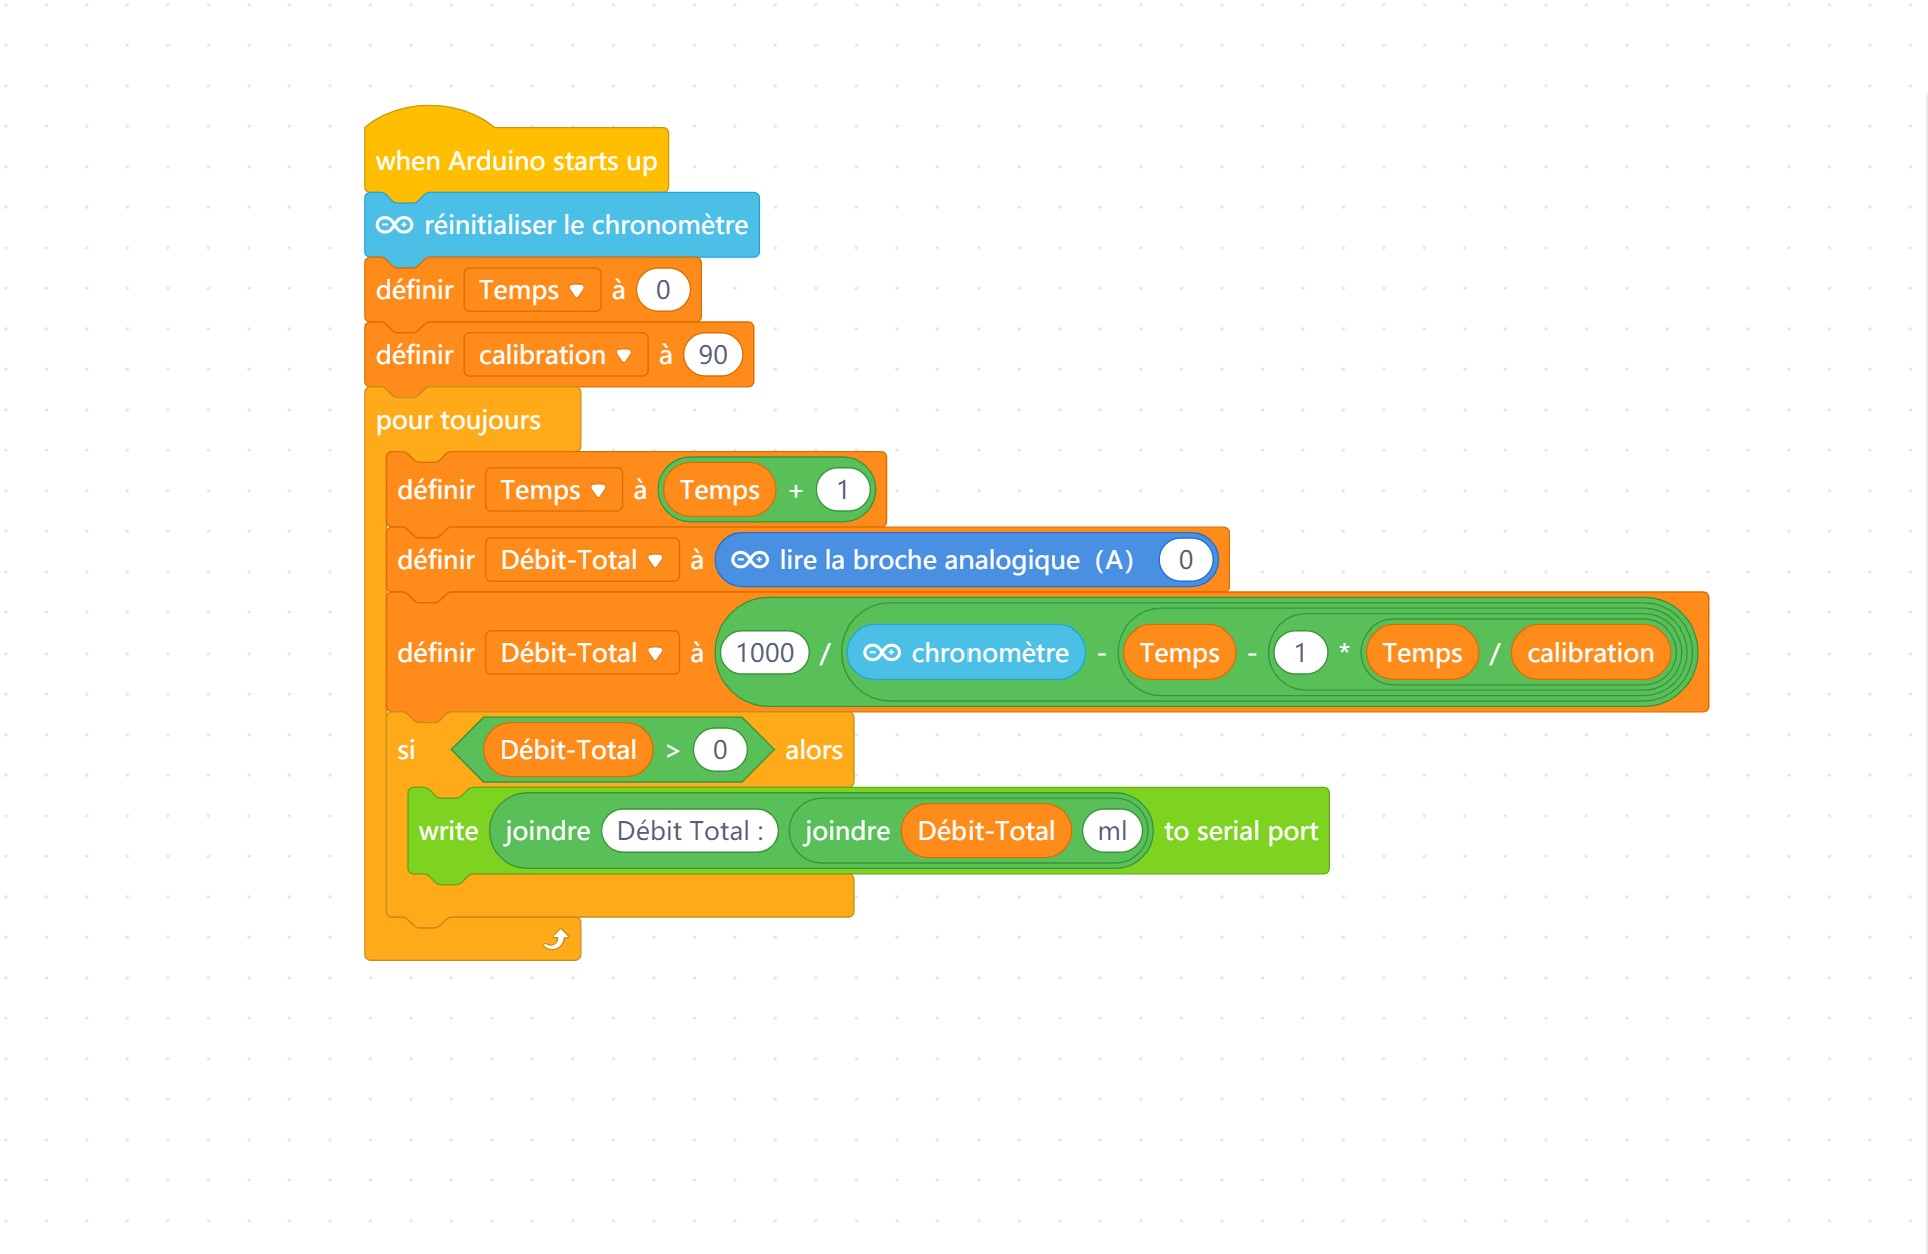 when Arduino starts up
réinitialiser le chronomètre
définir Temps à 0
définir calibration à 90
pour toujours
définir Temps à Temps + 1
définir Débit-Total à lire la broche analogique (A) 0
définir Débit-Total à 1000 / chronomètre - Temps - 1 * Temps / calibration
si Débit-Total > 0 alors
write joindre Débit Total : joindre Débit-Total ml to serial port